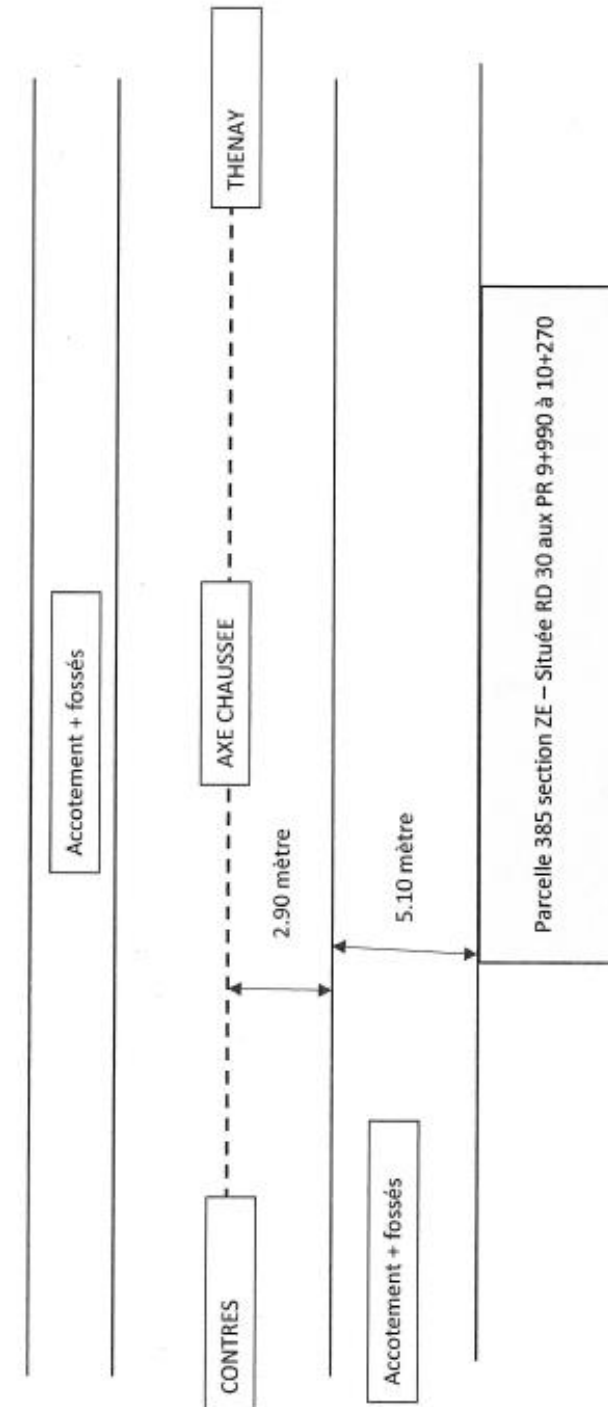 Accotement + fossés
CONTRES
AXE CHAUSSEE
THENAY
2.90 mètre
5.10 mètre
Accotement + fossés
Parcelle 385 section ZE – Située RD 30 aux PR 9+990 à 10+270